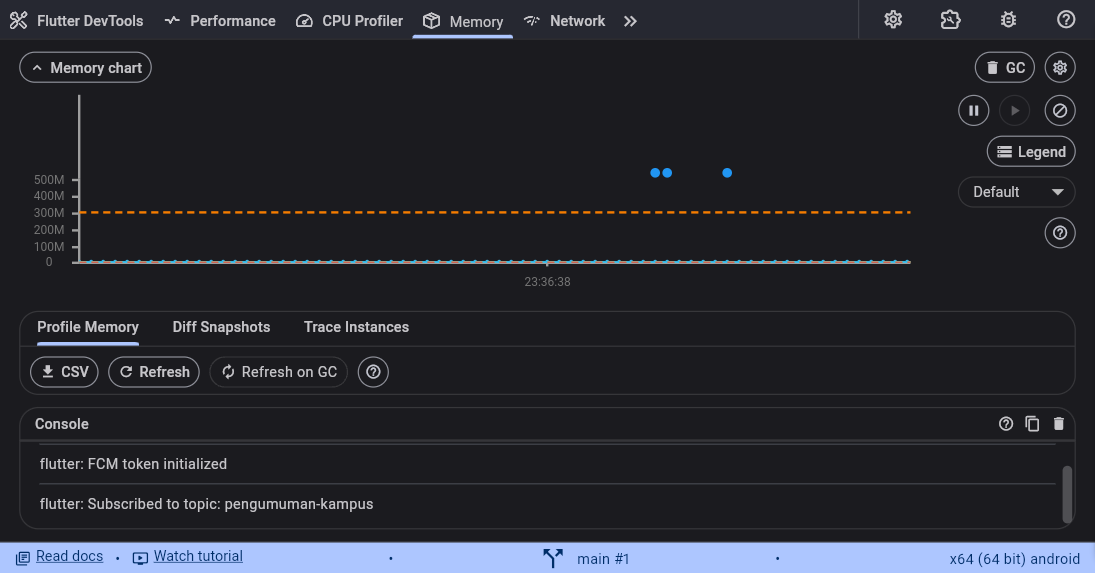 Flutter DevTools Performance CPU Profiler Memory Network
Memory chart GC
Legend
Default
500M
400M
300M
200M
100M
0
23:36:38
Profile Memory Diff Snapshots Trace Instances
CSV Refresh Refresh on GC
Console
flutter: FCM token initialized
flutter: Subscribed to topic: pengumuman-kampus
Read docs • Watch tutorial • main #1 • x64 (64 bit) android